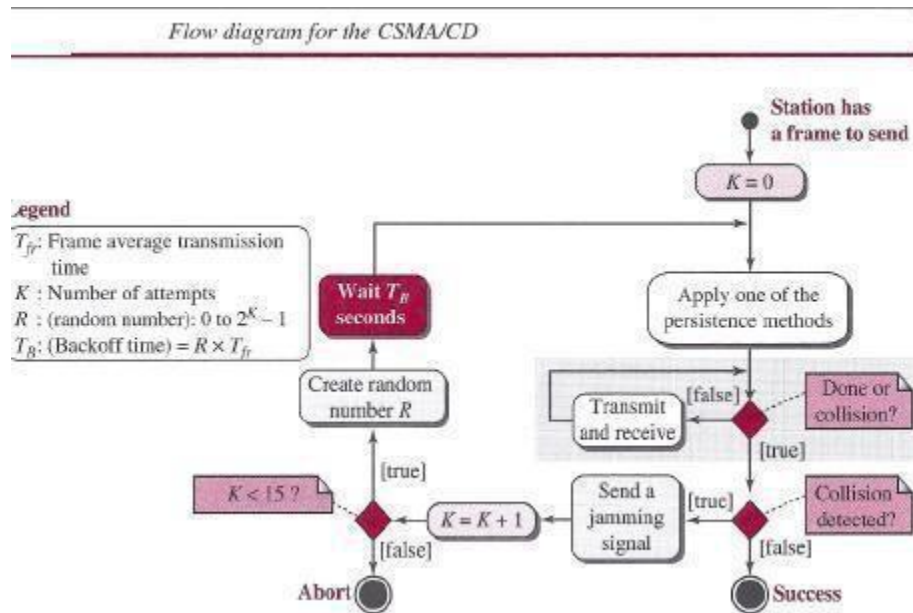 Flow diagram for the CSMA/CD
Station has
a frame to send
K = 0
Legend
T_fr: Frame average transmission
time
K : Number of attempts
R : (random number): 0 to 2^K – 1
T_B: (Backoff time) = R × T_fr
Wait T_B
seconds
Apply one of the
persistence methods
Create random
number R
[false]
Transmit
and receive
Done or
collision?
[true]
[true]
K < 15 ?
K = K + 1
Send a
jamming
signal
[true]
Collision
detected?
[false]
[false]
Abort
Success